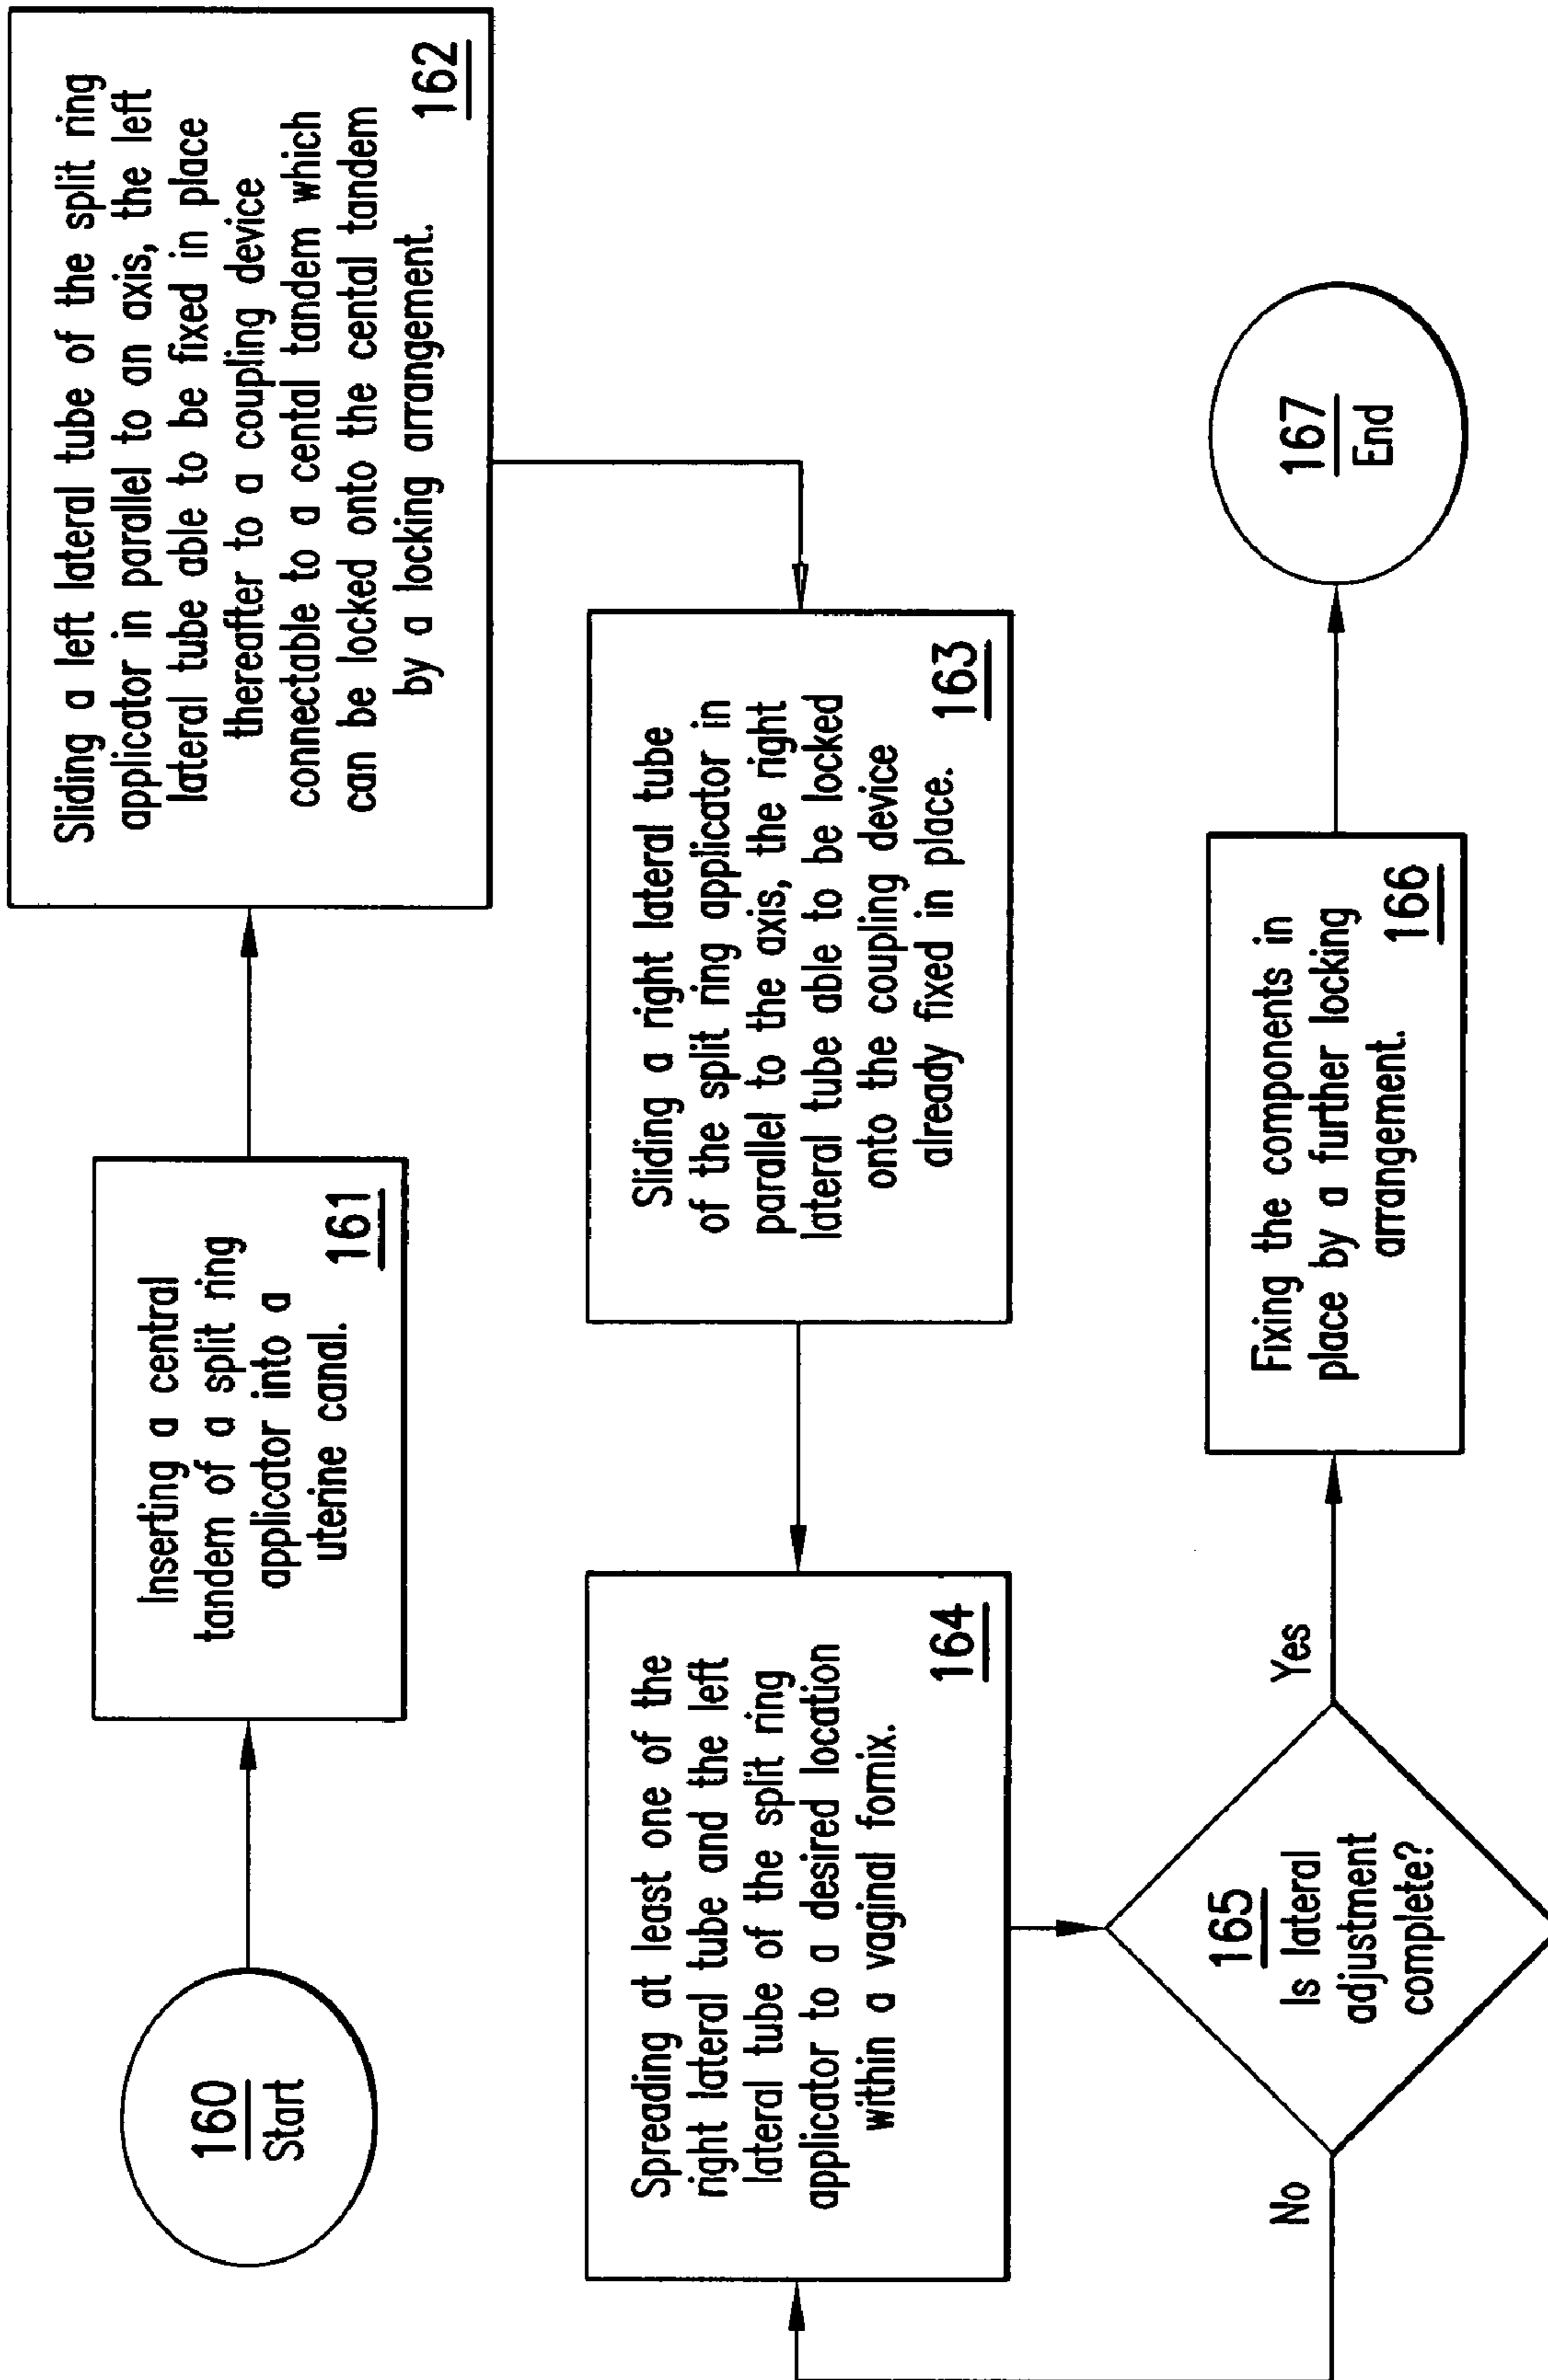 160
Start
Inserting a central
tandem of a split ring
applicator into a
uterine canal.
161
Sliding a left lateral tube of the split ring
applicator in parallel to an axis, the left
lateral tube able to be fixed in place
thereafter to a coupling device
connectable to a cental tandem which
can be locked onto the cental tandem
by a locking arrangement.
162
Sliding a right lateral tube
of the split ring applicator in
parallel to the axis, the right
lateral tube able to be locked
onto the coupling device
already fixed in place.
163
Spreading at least one of the
right lateral tube and the left
lateral tube of the split ring
applicator to a desired location
within a vaginal fornix.
164
165
Is lateral
adjustment
complete?
No
Yes
Fixing the components in
place by a further locking
arrangement.
166
167
End